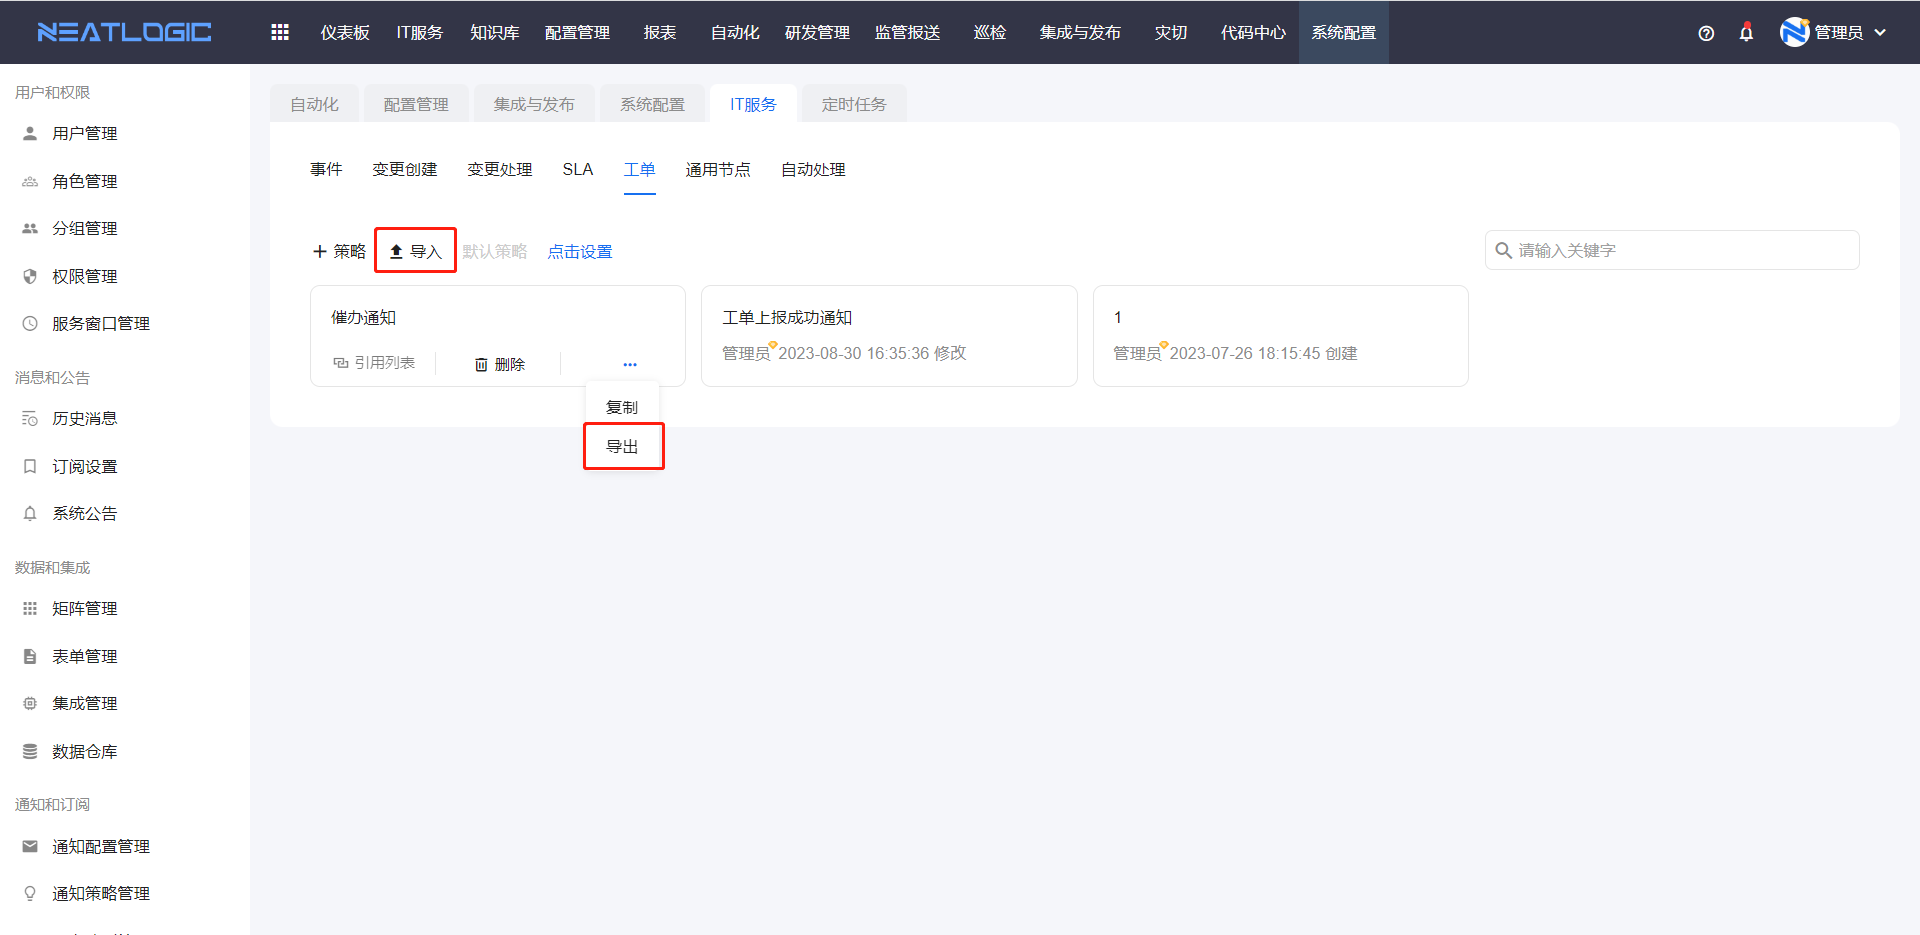 NEATLOGIC
仪表板 IT服务 知识库 配置管理 报表 自动化 研发管理 监管报送 巡检 集成与发布 灾切 代码中心 系统配置 管理员
用户和权限
用户管理
角色管理
分组管理
权限管理
服务窗口管理
消息和公告
历史消息
订阅设置
系统公告
数据和集成
矩阵管理
表单管理
集成管理
数据仓库
通知和订阅
通知配置管理
通知策略管理
自动化 配置管理 集成与发布 系统配置 IT服务 定时任务
事件 变更创建 变更处理 SLA 工单 通用节点 自动处理
策略 导入 默认策略 点击设置 请输入关键字
催办通知
引用列表 删除 ...
复制
导出
工单上报成功通知
管理员 2023-08-30 16:35:36 修改
1
管理员 2023-07-26 18:15:45 创建